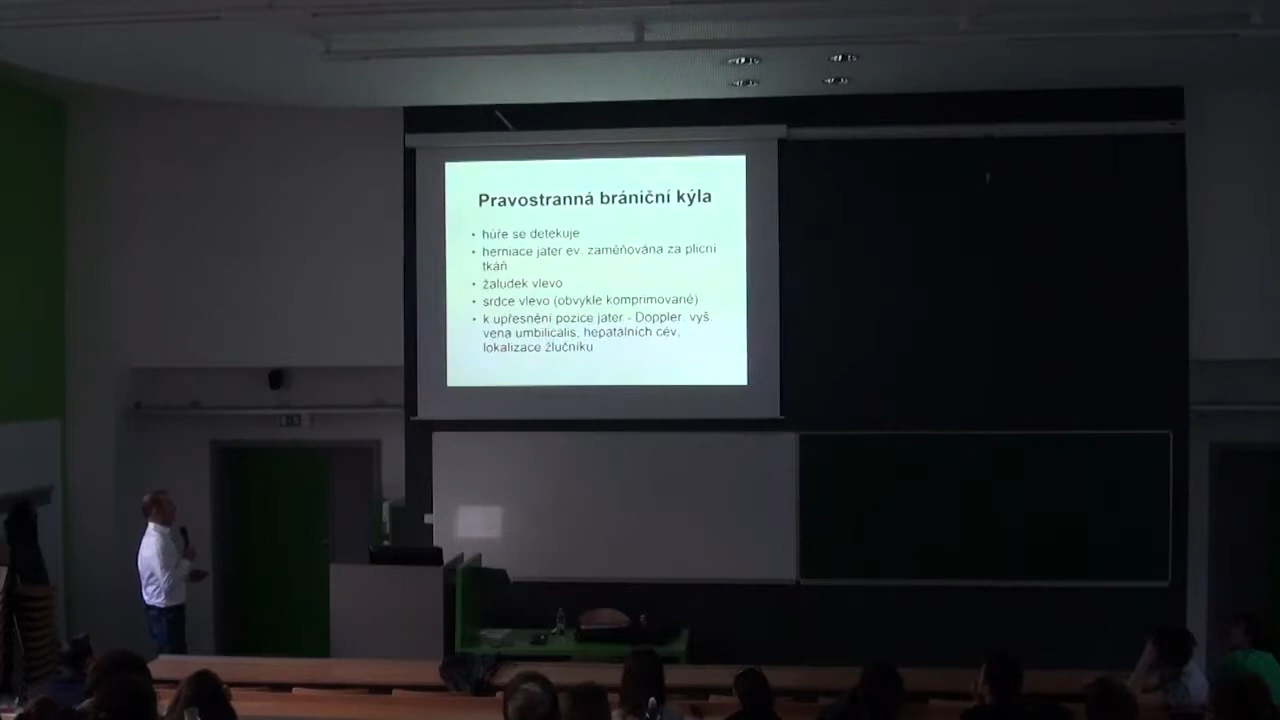 Pravostranná brániční kýla
• hůře se detekuje
• herniace jater ev. zaměňována za plicní
tkáň
• žaludek vlevo
• srdce vlevo (obvykle komprimované)
• k upřesnění pozice jater - Doppler. vyš.
vena umbilicalis, hepatálních cév,
lokalizace žlučníku